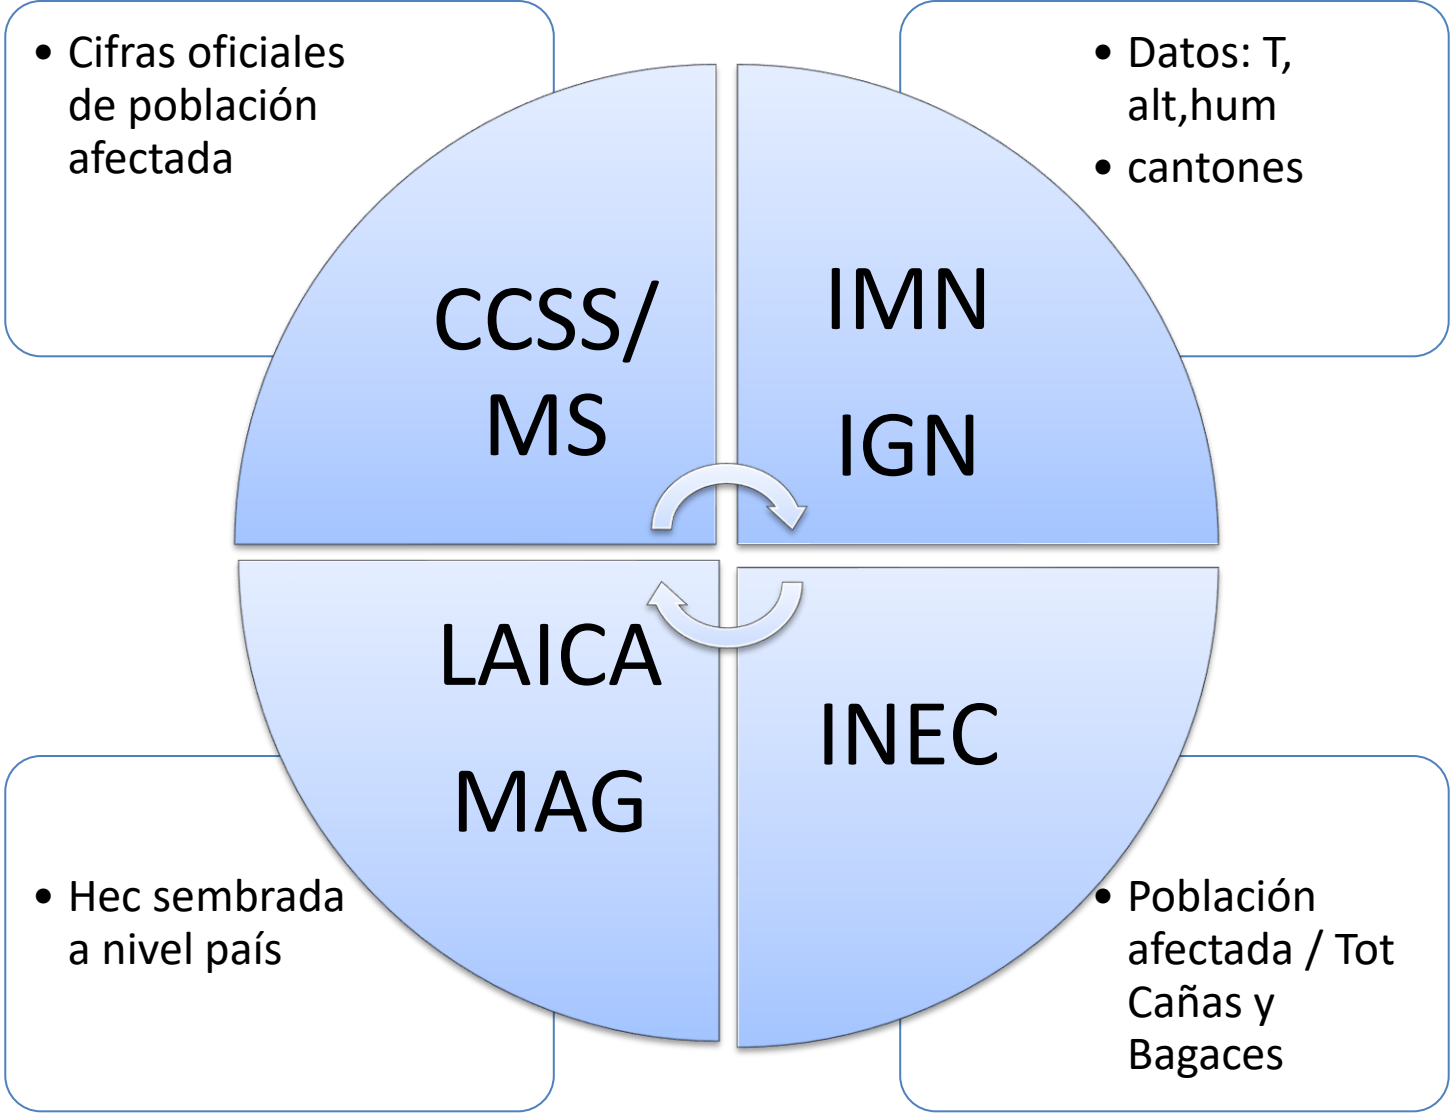 • Cifras oficiales
de población
afectada
• Datos: T,
alt,hum
• cantones
CCSS/
MS
IMN
IGN
LAICA
MAG
INEC
• Hec sembrada
a nivel país
• Población
afectada / Tot
Cañas y
Bagaces